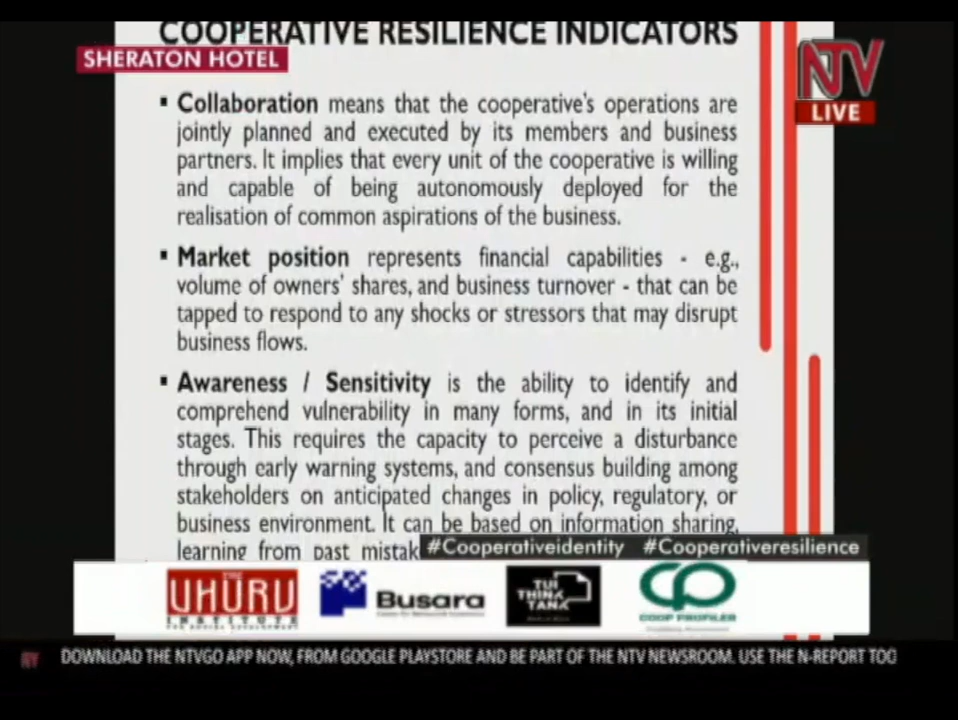 COOPERATIVE RESILIENCE INDICATORS
SHERATON HOTEL
NTV
LIVE
▪ Collaboration means that the cooperative's operations are
jointly planned and executed by its members and business
partners. It implies that every unit of the cooperative is willing
and capable of being autonomously deployed for the
realisation of common aspirations of the business.
▪ Market position represents financial capabilities - e.g.,
volume of owners' shares, and business turnover - that can be
tapped to respond to any shocks or stressors that may disrupt
business flows.
▪ Awareness / Sensitivity is the ability to identify and
comprehend vulnerability in many forms, and in its initial
stages. This requires the capacity to perceive a disturbance
through early warning systems, and consensus building among
stakeholders on anticipated changes in policy, regulatory, or
business environment. It can be based on information sharing,
learning from past mistak
#Cooperativeidentity #Cooperativeresilience
THE
UHURU
INSTITUTE
Busara
TUI
THINK
TANK
COOP PROFILER
DOWNLOAD THE NTVGO APP NOW, FROM GOOGLE PLAYSTORE AND BE PART OF THE NTV NEWSROOM. USE THE N-REPORT TOO